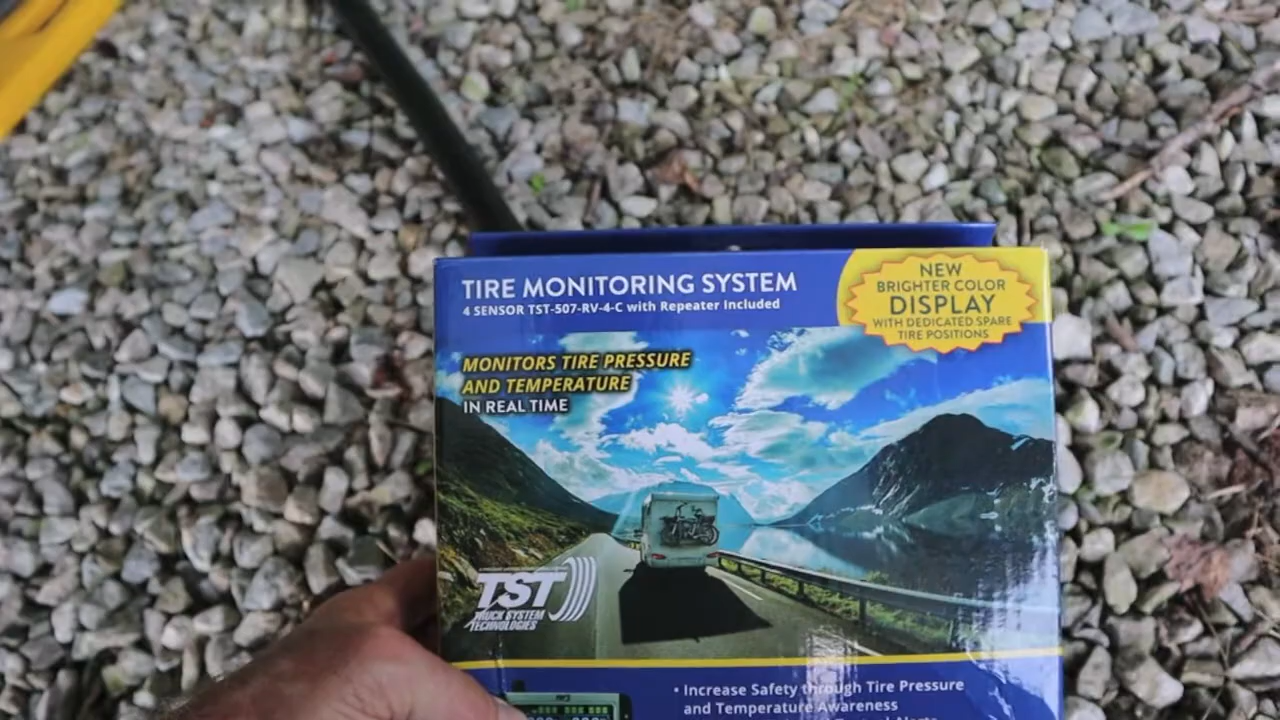 TIRE MONITORING SYSTEM
4 SENSOR TST-507-RV-4-C with Repeater Included
NEW
BRIGHTER COLOR
DISPLAY
WITH DEDICATED SPARE
TIRE POSITIONS
MONITORS TIRE PRESSURE
AND TEMPERATURE
IN REAL TIME
TST
TRUCK SYSTEM
TECHNOLOGIES
• Increase Safety through Tire Pressure
and Temperature Awareness